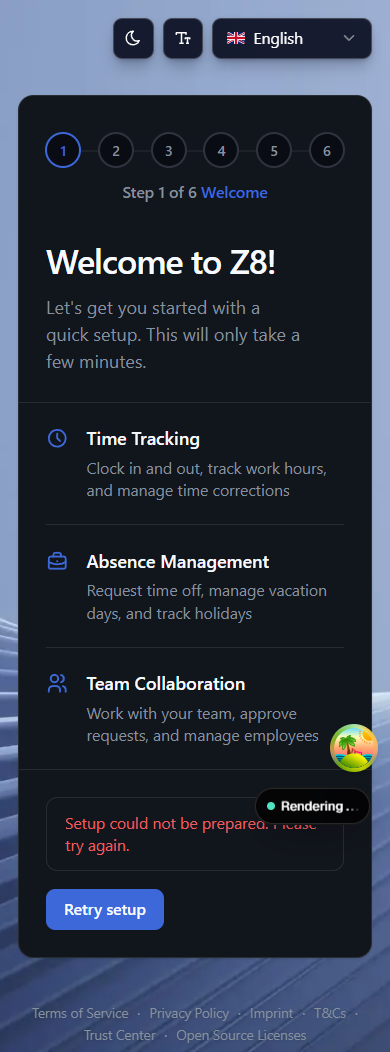 English
1 2 3 4 5 6
Step 1 of 6 Welcome
Welcome to Z8!
Let's get you started with a
quick setup. This will only take a
few minutes.
Time Tracking
Clock in and out, track work hours,
and manage time corrections
Absence Management
Request time off, manage vacation
days, and track holidays
Team Collaboration
Work with your team, approve
requests, and manage employees
Rendering...
Setup could not be prepared. Please
try again.
Retry setup
Terms of Service · Privacy Policy · Imprint · T&Cs ·
Trust Center · Open Source Licenses